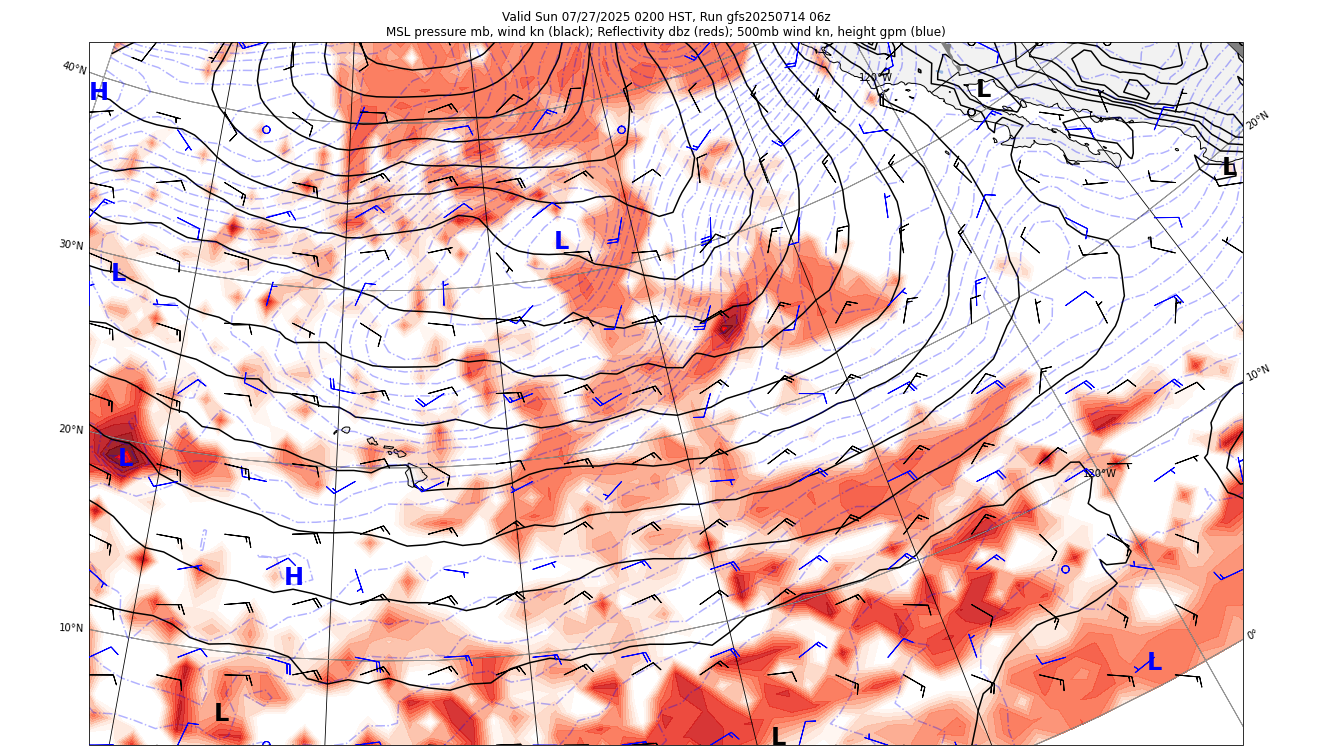 Valid Sun 07/27/2025 0200 HST, Run gfs20250714 06z
MSL pressure mb, wind kn (black); Reflectivity dbz (reds); 500mb wind kn, height gpm (blue)
40°N
120°W
L
H
20°N
L
30°N
L
L
10°N
20°N
L
130°W
H
10°N
0°
L
L
L